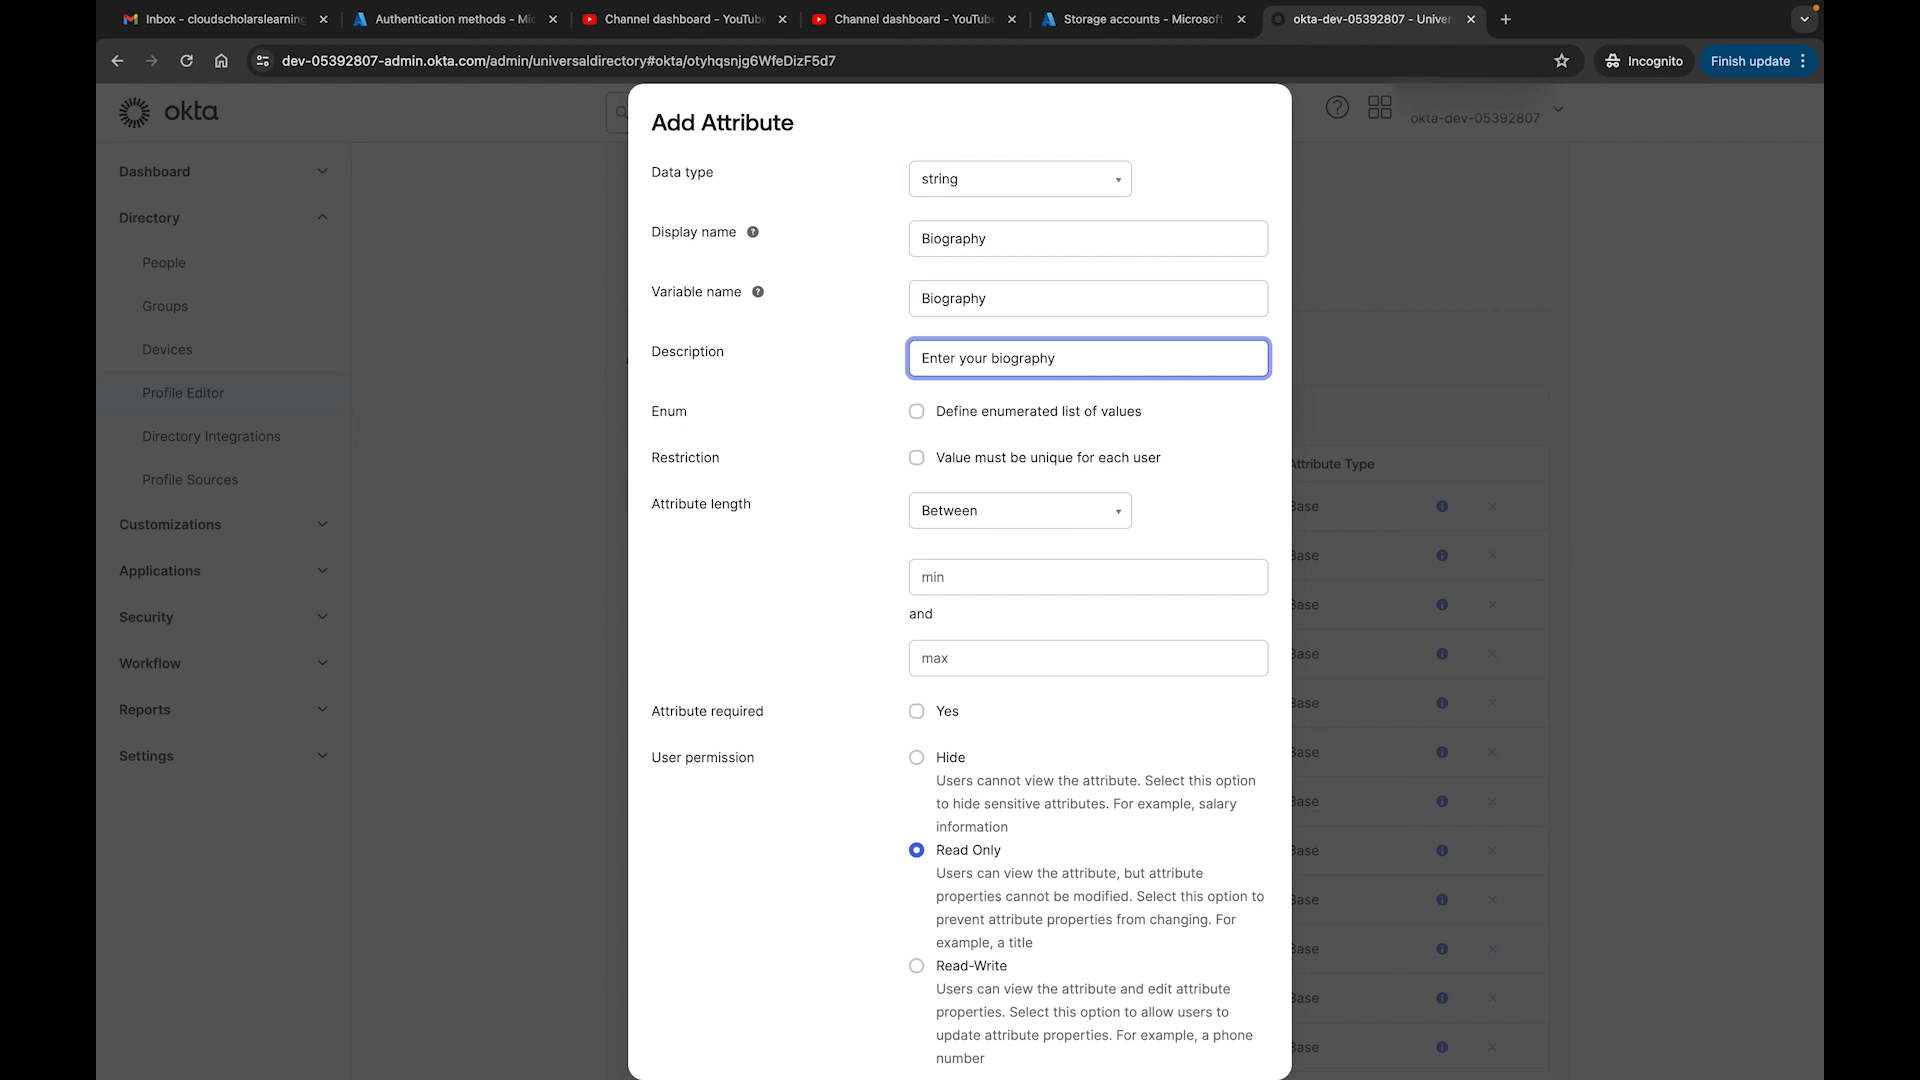 Inbox - cloudscholarslearning
Authentication methods - Mic
Channel dashboard - YouTube
Channel dashboard - YouTube
Storage accounts - Microsoft
okta-dev-05392807 - Univer
dev-05392807-admin.okta.com/admin/universaldirectory#okta/otyhqsnjg6WfeDizF5d7
Incognito
Finish update
okta
okta-dev-05392807
Dashboard
Directory
People
Groups
Devices
Profile Editor
Directory Integrations
Profile Sources
Customizations
Applications
Security
Workflow
Reports
Settings
Add Attribute
Data type
string
Display name
Biography
Variable name
Biography
Description
Enter your biography
Enum
Define enumerated list of values
Restriction
Value must be unique for each user
Attribute length
Between
min
and
max
Attribute required
Yes
User permission
Hide
Users cannot view the attribute. Select this option
to hide sensitive attributes. For example, salary
information
Read Only
Users can view the attribute, but attribute
properties cannot be modified. Select this option to
prevent attribute properties from changing. For
example, a title
Read-Write
Users can view the attribute and edit attribute
properties. Select this option to allow users to
update attribute properties. For example, a phone
number
Attribute Type
Base
Base
Base
Base
Base
Base
Base
Base
Base
Base
Base
Base